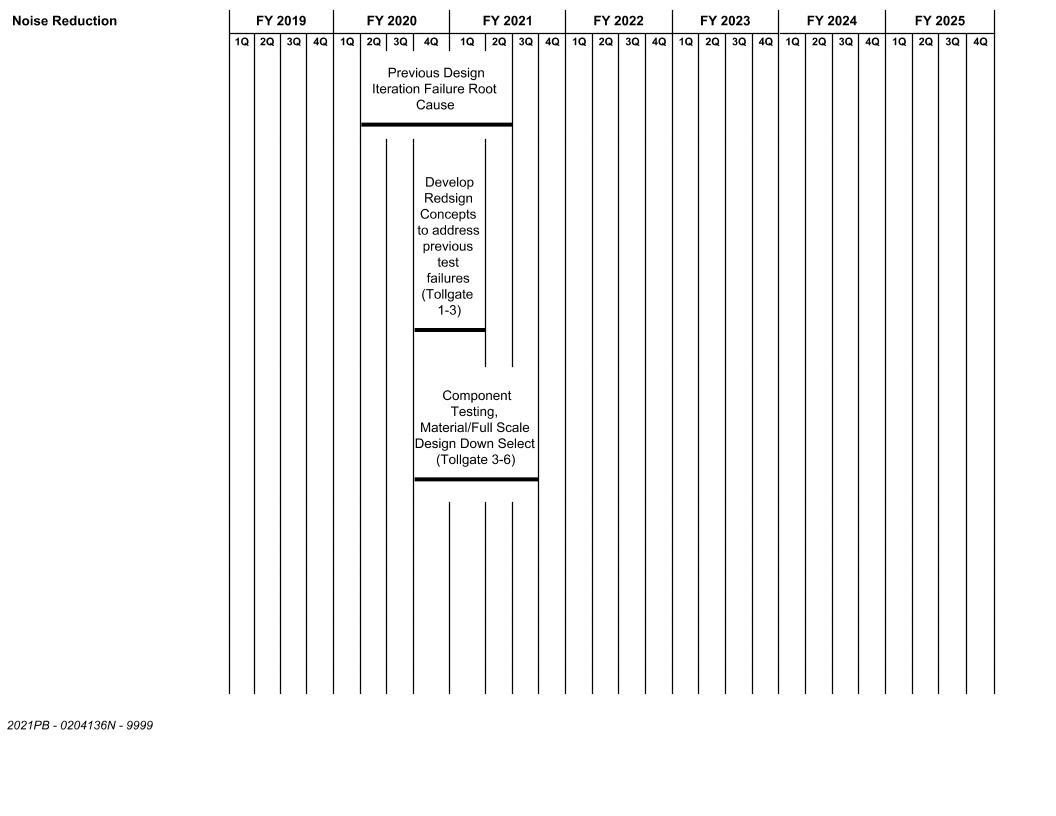 Noise Reduction
FY 2019 FY 2020 FY 2021 FY 2022 FY 2023 FY 2024 FY 2025
1Q 2Q 3Q 4Q 1Q 2Q 3Q 4Q 1Q 2Q 3Q 4Q 1Q 2Q 3Q 4Q 1Q 2Q 3Q 4Q 1Q 2Q 3Q 4Q 1Q 2Q 3Q 4Q
Previous Design
Iteration Failure Root
Cause
Develop
Redsign
Concepts
to address
previous
test
failures
(Tollgate
1-3)
Component
Testing,
Material/Full Scale
Design Down Select
(Tollgate 3-6)
2021PB - 0204136N - 9999